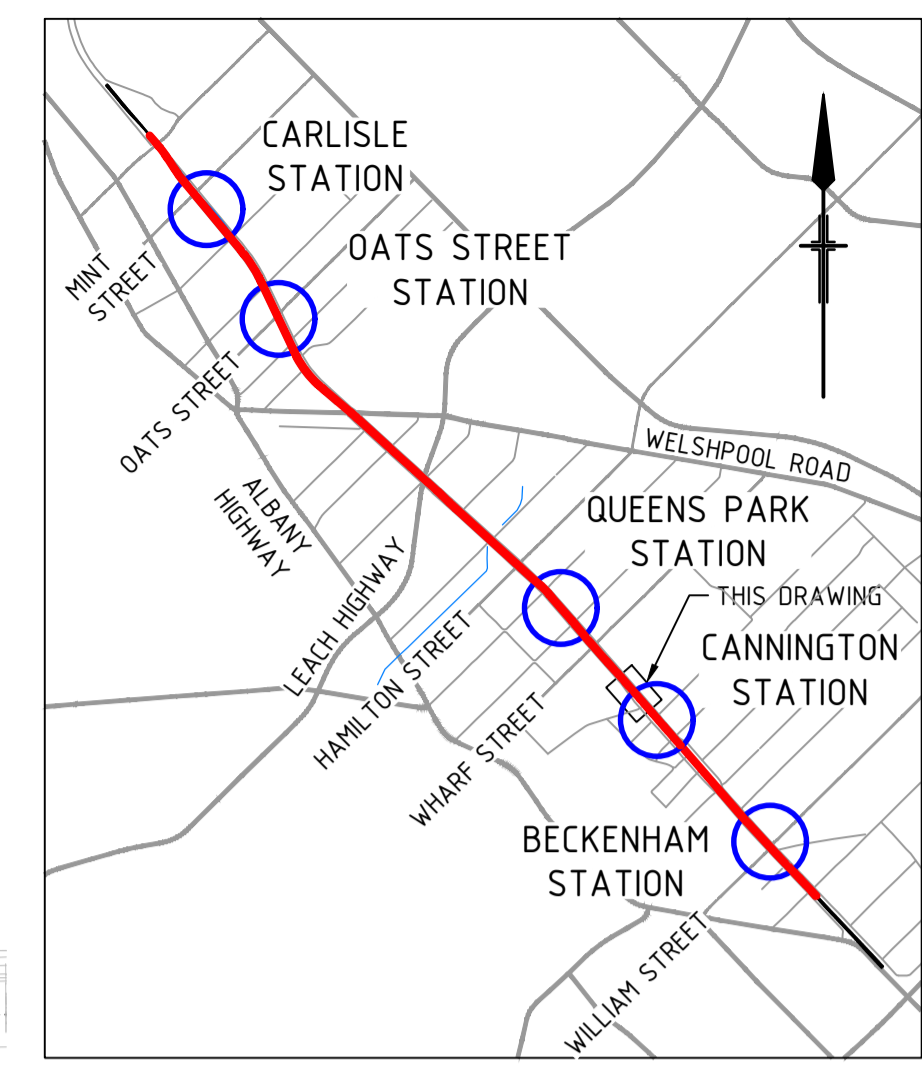 CARLISLE
STATION
OATS STREET
STATION
MINT
STREET
OATS STREET
WELSHPOOL ROAD
ALBANY
HIGHWAY
QUEENS PARK
STATION
THIS DRAWING
LEACH HIGHWAY
CANNINGTON
STATION
HAMILTON STREET
WHARF STREET
BECKENHAM
STATION
WILLIAM STREET